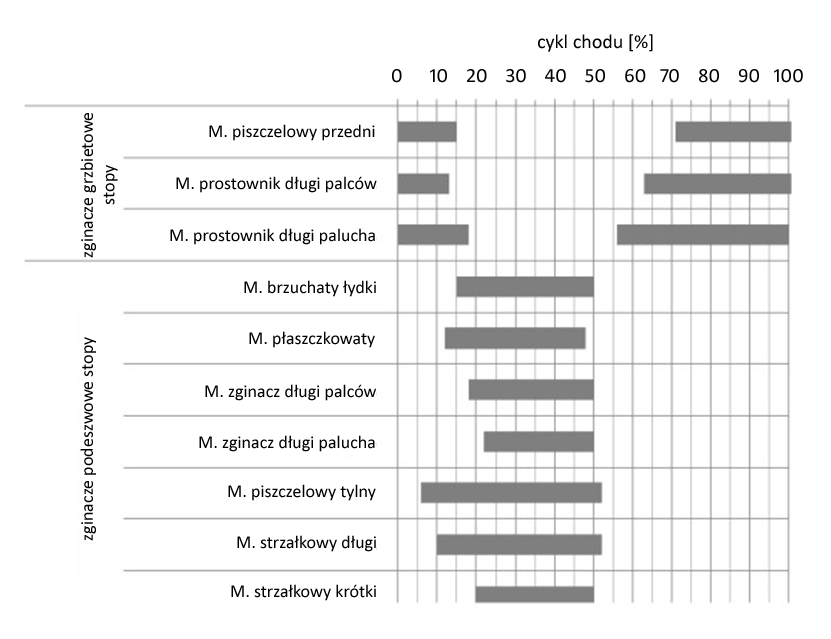 cykl chodu [%]
0 10 20 30 40 50 60 70 80 90 100
zginacze grzbietowe
stopy
M. piszczelowy przedni
M. prostownik długi palców
M. prostownik długi palucha
zginacze podeszwowe stopy
M. brzuchaty łydki
M. płaszczkowaty
M. zginacz długi palców
M. zginacz długi palucha
M. piszczelowy tylny
M. strzałkowy długi
M. strzałkowy krótki